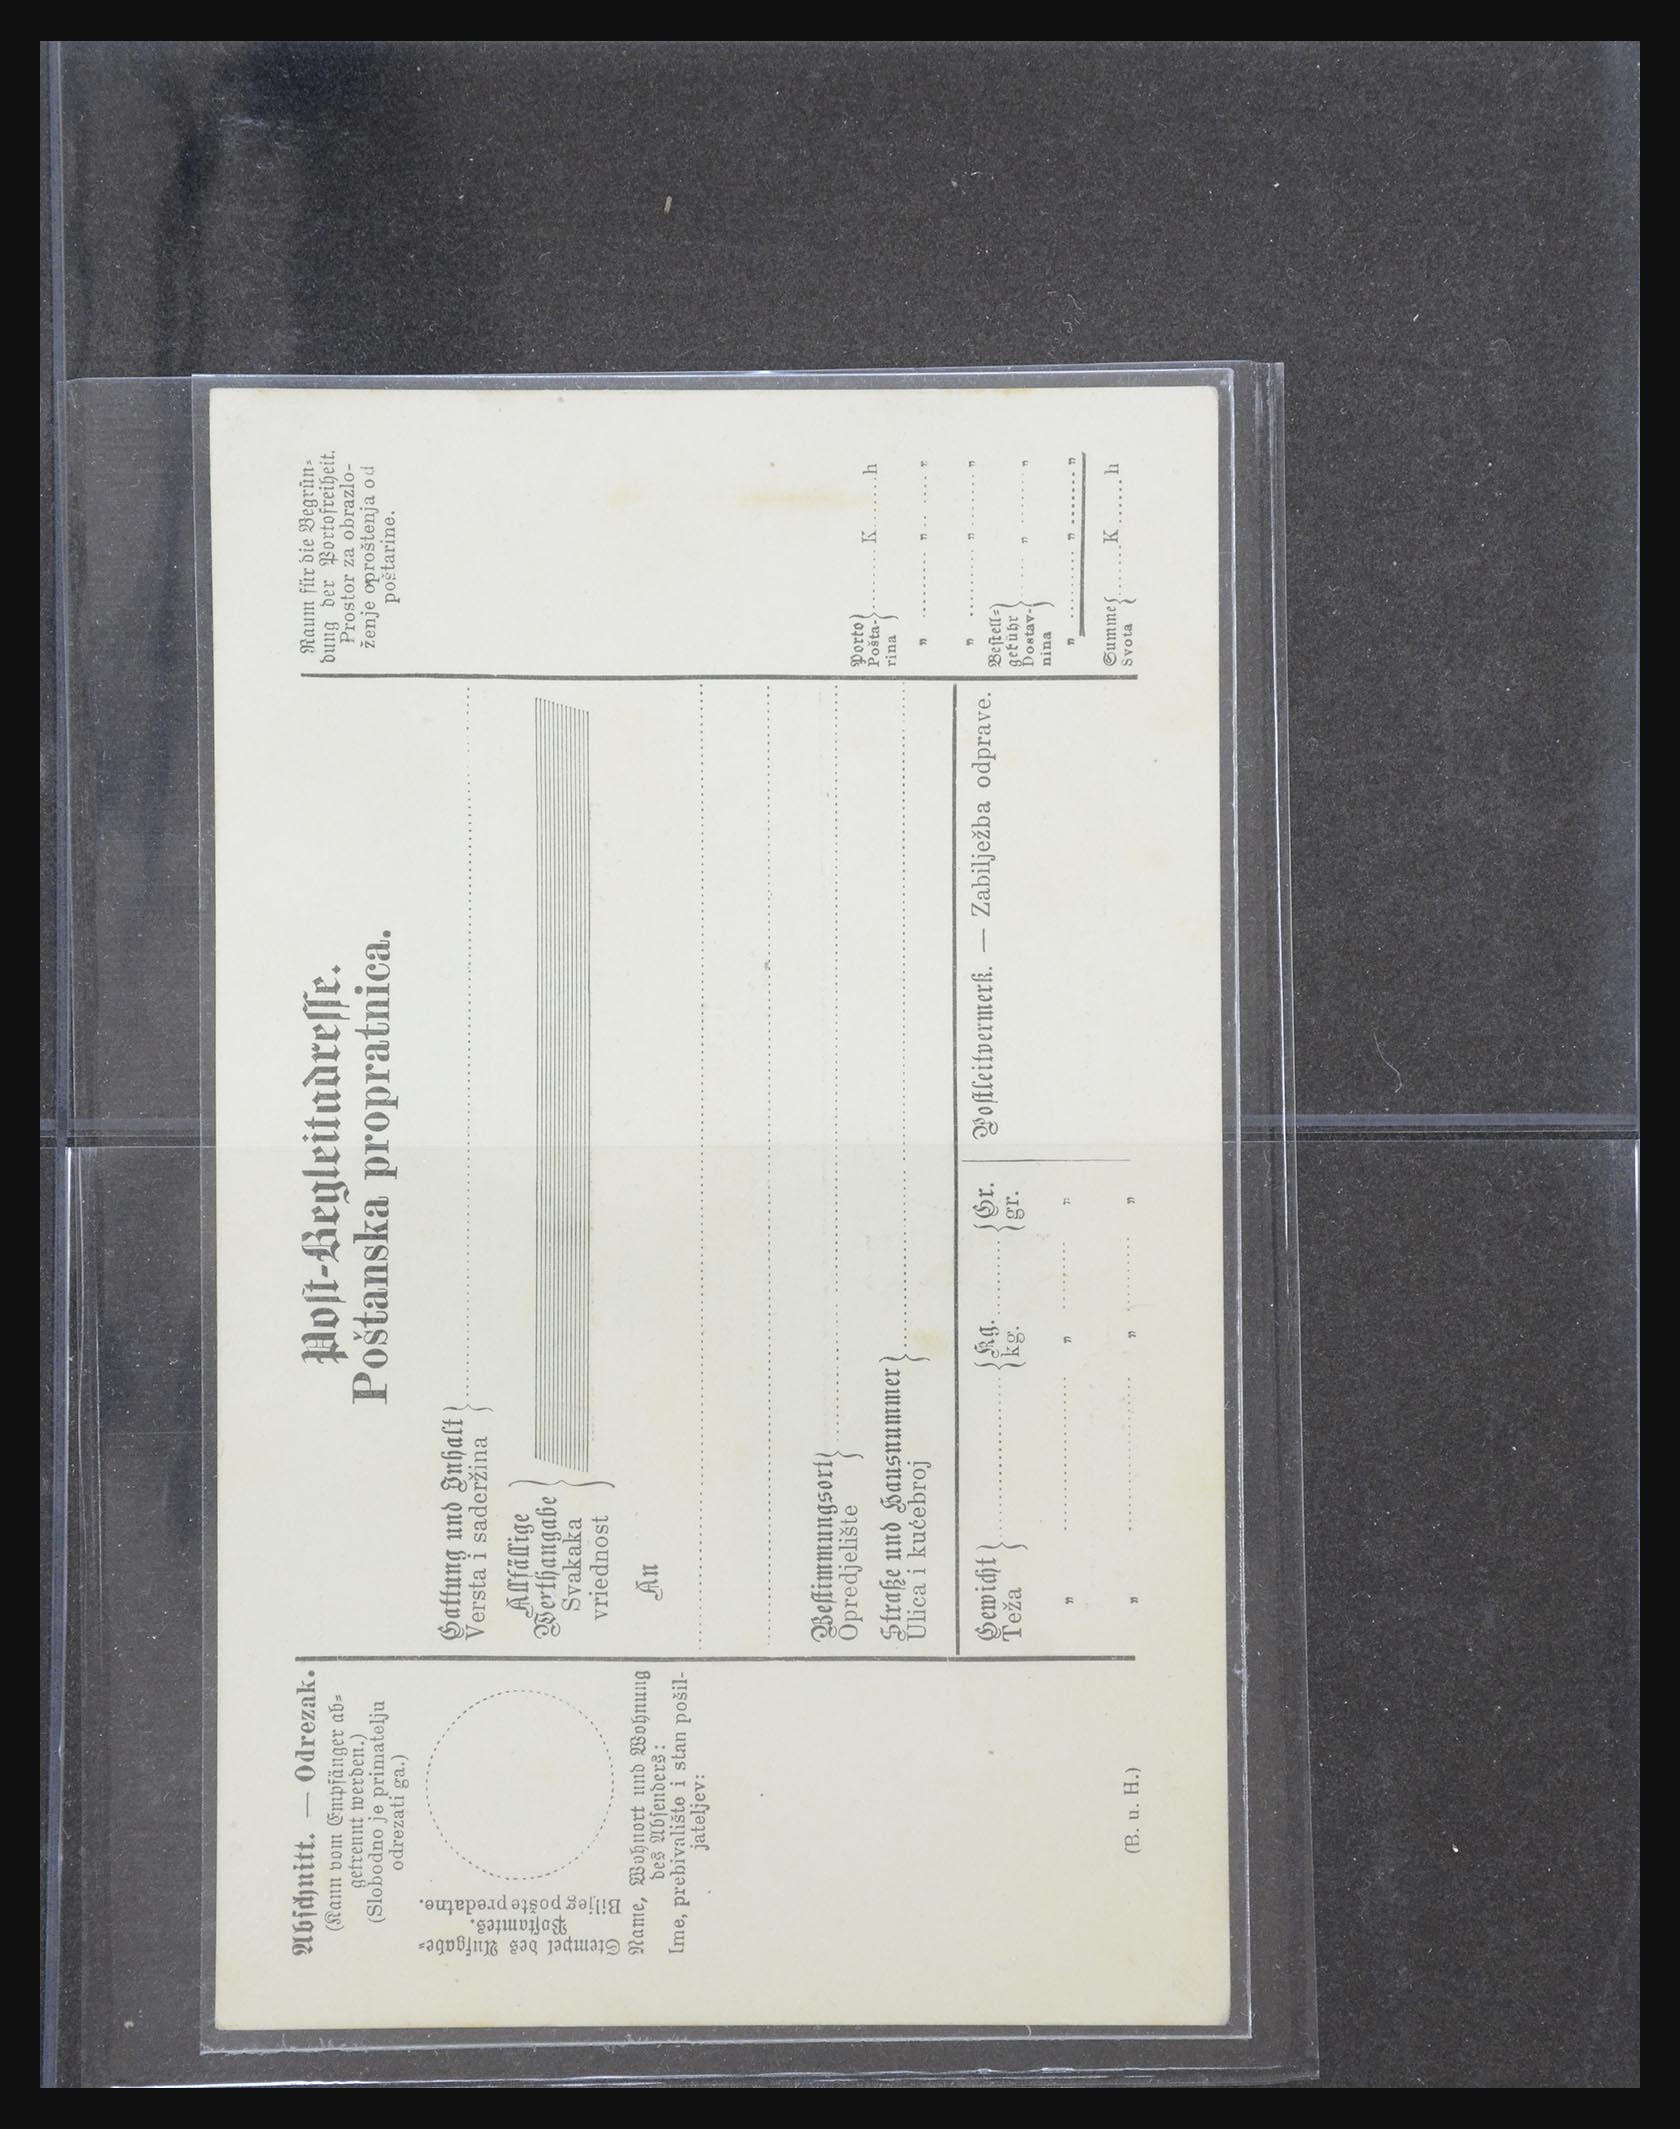 Abschnitt. — Odrezak.
(Kann vom Empfänger ab-
getrennt werden.)
(Slobodno je primatelju
odrezati ga.)
Stempel des Aufgabe-
Postamtes.
Biljeg pošte predatne.
Name, Wohnort und Wohnung
des Absenders:
Ime, prebivalište i stan pošil-
jateljev:
(B. u. H.)
Post-Begleitadresse.
Poštanska propratnica.
Gattung und Inhalt
Versta i saderžina
Allfällige
Werthangabe
Svakaka
vriednost
An
Bestimmungsort
Opredjelište
Straße und Hausnummer
Ulica i kućebroj
Gewicht Kg. Gr.
Teža kg. gr.
" " "
" " "
Postleitvermerk. — Zabilježba odprave.
Raum für die Begrün-
dung der Portofreiheit.
Prostor za obrazlo-
ženje oproštenja od
poštarine.
Porto
Pošta-
rina K h
" " "
" " "
Bestell-
gebühr
Dostav-
nina " "
" " "
Summe
Svota K h